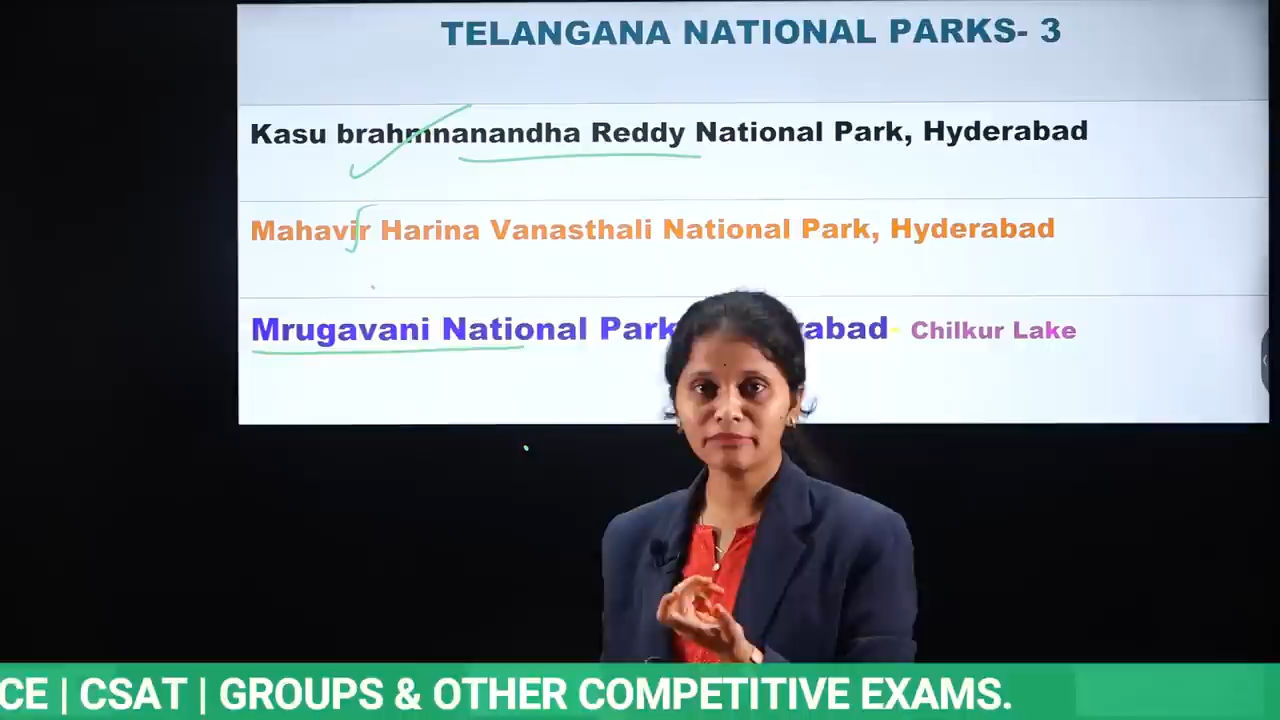 TELANGANA NATIONAL PARKS- 3
Kasu brahmnanandha Reddy National Park, Hyderabad
Mahavir Harina Vanasthali National Park, Hyderabad
Mrugavani National Park - Chilkur Lake
CE | CSAT | GROUPS & OTHER COMPETITIVE EXAMS.